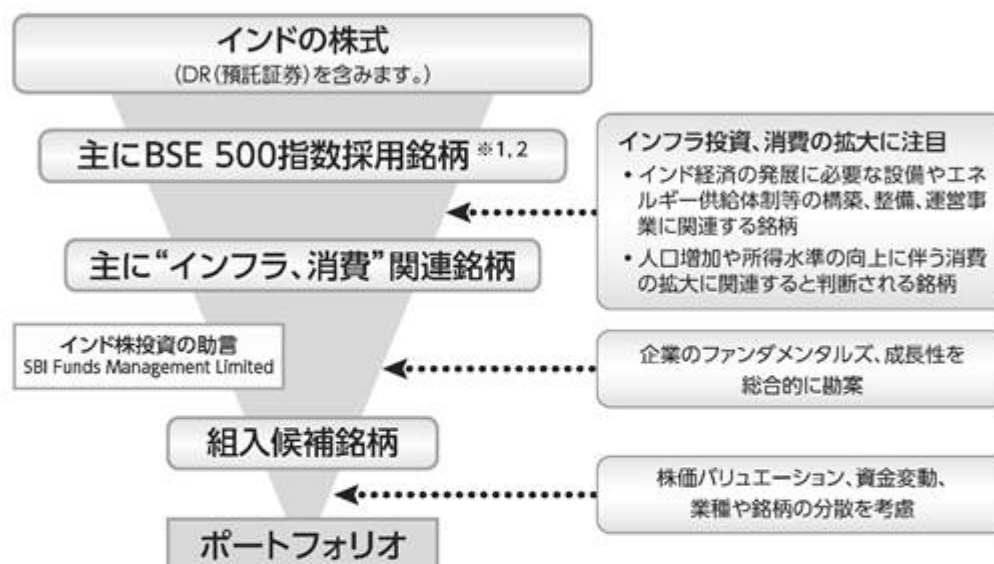 インドの株式
(DR(預託証券)を含みます。)
主にBSE 500指数採用銘柄 ※1, 2
インフラ投資、消費の拡大に注目
• インド経済の発展に必要な設備やエネ
ルギー供給体制等の構築、整備、運営事
業に関連する銘柄
• 人口増加や所得水準の向上に伴う消費
の拡大に関連すると判断される銘柄
主に“インフラ、消費”関連銘柄
インド株投資の助言
SBI Funds Management Limited
企業のファンダメンタルズ、成長性を
総合的に勘案
組入候補銘柄
株価バリュエーション、資金変動、
業種や銘柄の分散を考慮
ポートフォリオ